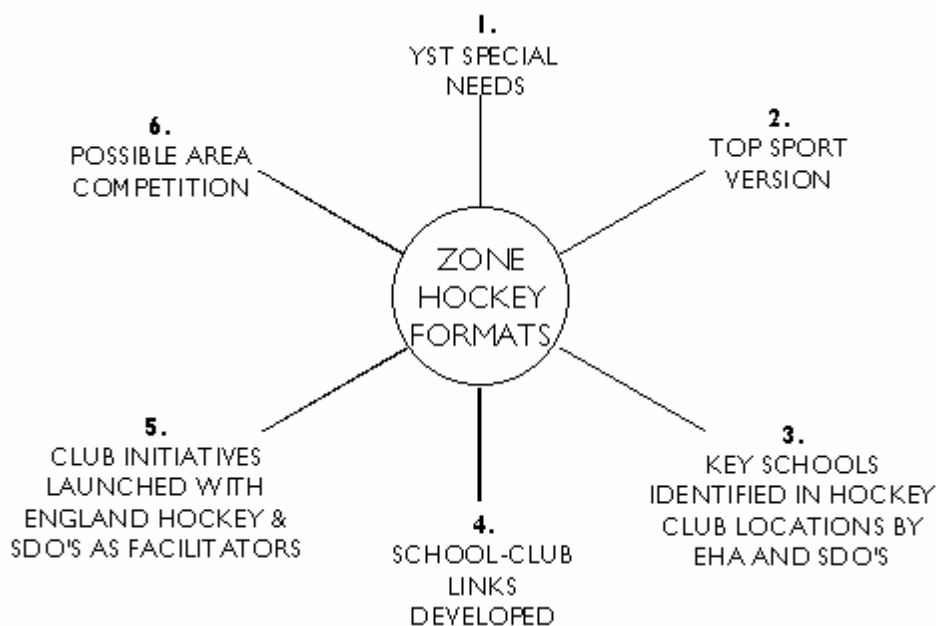 1.
YST SPECIAL
NEEDS
2.
TOP SPORT
VERSION
3.
KEY SCHOOLS
IDENTIFIED IN HOCKEY
CLUB LOCATIONS BY
EHA AND SDO'S
4.
SCHOOL-CLUB
LINKS
DEVELOPED
5.
CLUB INITIATIVES
LAUNCHED WITH
ENGLAND HOCKEY &
SDO'S AS FACILITATORS
6.
POSSIBLE AREA
COMPETITION
ZONE
HOCKEY
FORMATS